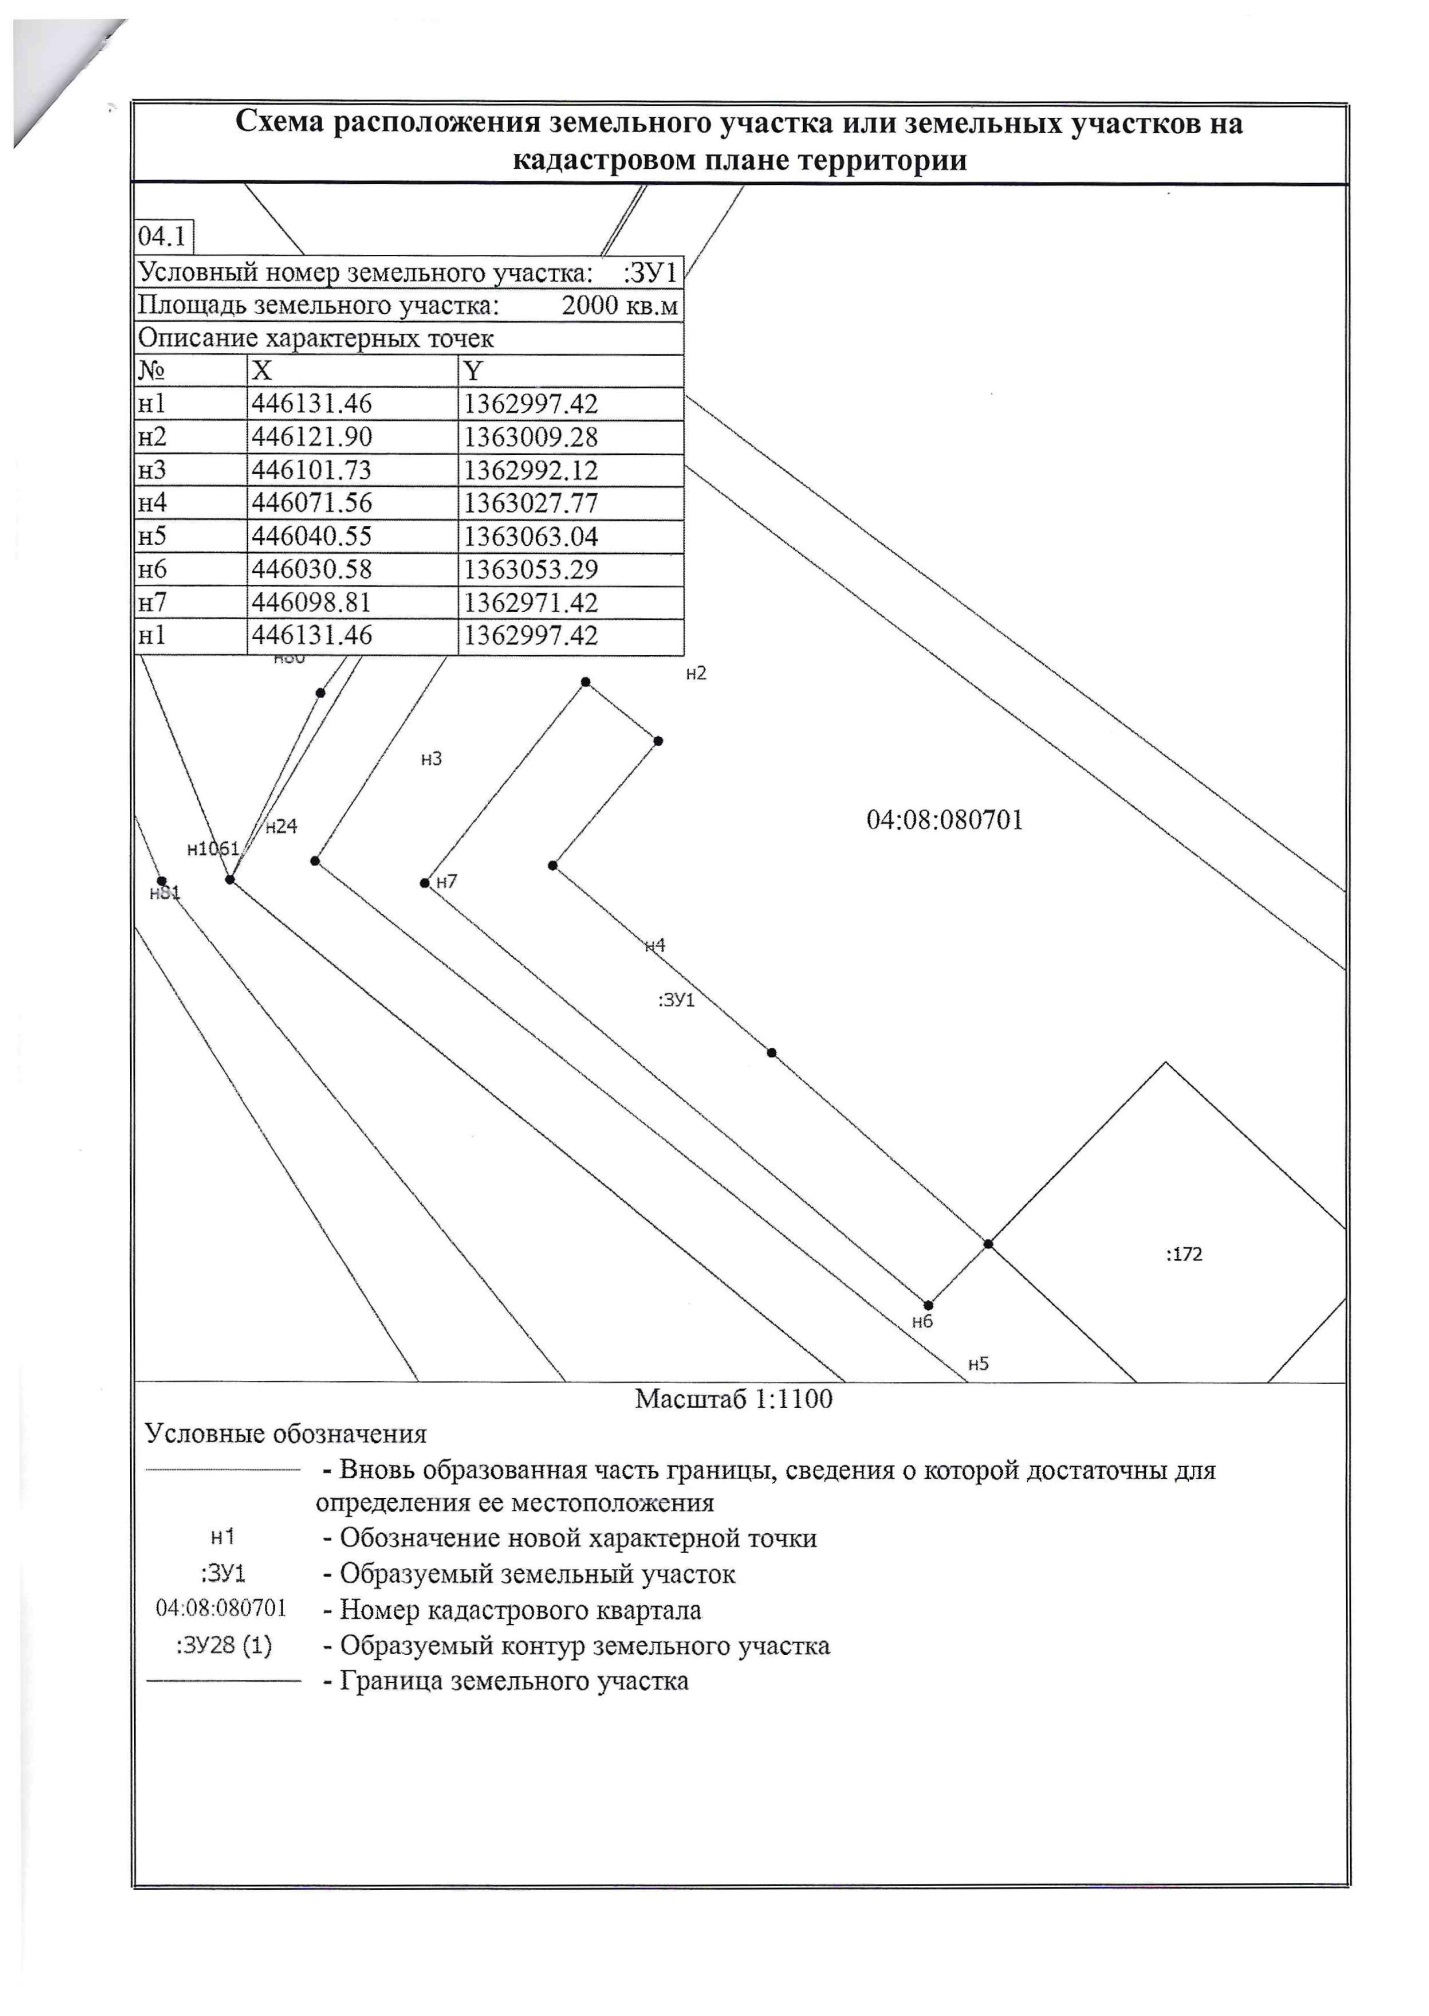 Схема расположения земельного участка или земельных участков на
кадастровом плане территории
04.1
Условный номер земельного участка: :ЗУ1
Площадь земельного участка: 2000 кв.м
Описание характерных точек
№ X Y
н1 446131.46 1362997.42
н2 446121.90 1363009.28
н3 446101.73 1362992.12
н4 446071.56 1363027.77
н5 446040.55 1363063.04
н6 446030.58 1363053.29
н7 446098.81 1362971.42
н1 446131.46 1362997.42
н2
н3
04:08:080701
н24
н1061
н7
н81
н4
:ЗУ1
:172
н6
н5
Масштаб 1:1100
Условные обозначения
- Вновь образованная часть границы, сведения о которой достаточны для
определения ее местоположения
н1 - Обозначение новой характерной точки
:ЗУ1 - Образуемый земельный участок
04:08:080701 - Номер кадастрового квартала
:ЗУ28 (1) - Образуемый контур земельного участка
- Граница земельного участка